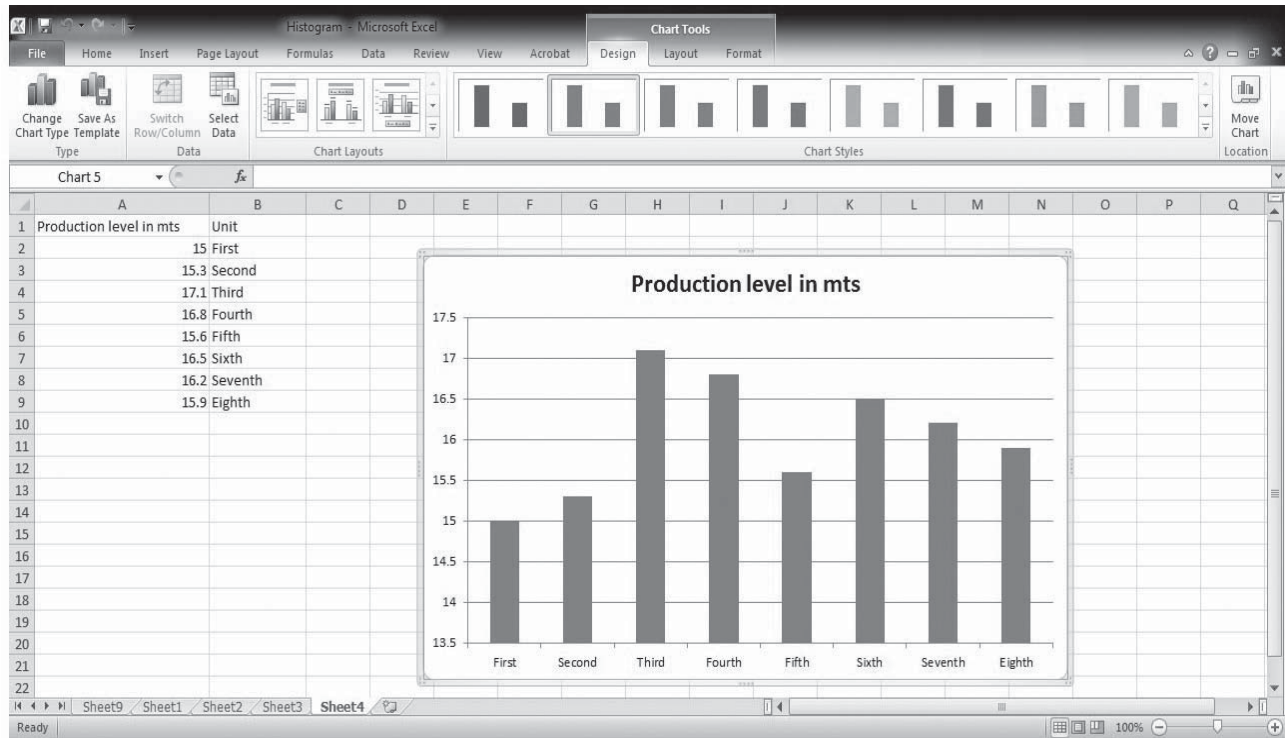 Histogram - Microsoft Excel
Chart Tools
File Home Insert Page Layout Formulas Data Review View Acrobat Design Layout Format
Change Chart Type
Save As Template
Switch Row/Column
Select Data
Move Chart
Type Data Chart Layouts Chart Styles Location
Chart 5 fx
A B C D E F G H I J K L M N O P Q
1 Production level in mts Unit
2 15 First
3 15.3 Second
4 17.1 Third
5 16.8 Fourth
6 15.6 Fifth
7 16.5 Sixth
8 16.2 Seventh
9 15.9 Eighth
10
11
12
13
14
15
16
17
18
19
20
21
22
Production level in mts
17.5
17
16.5
16
15.5
15
14.5
14
13.5
First Second Third Fourth Fifth Sixth Seventh Eighth
Sheet9 Sheet1 Sheet2 Sheet3 Sheet4
Ready 100%